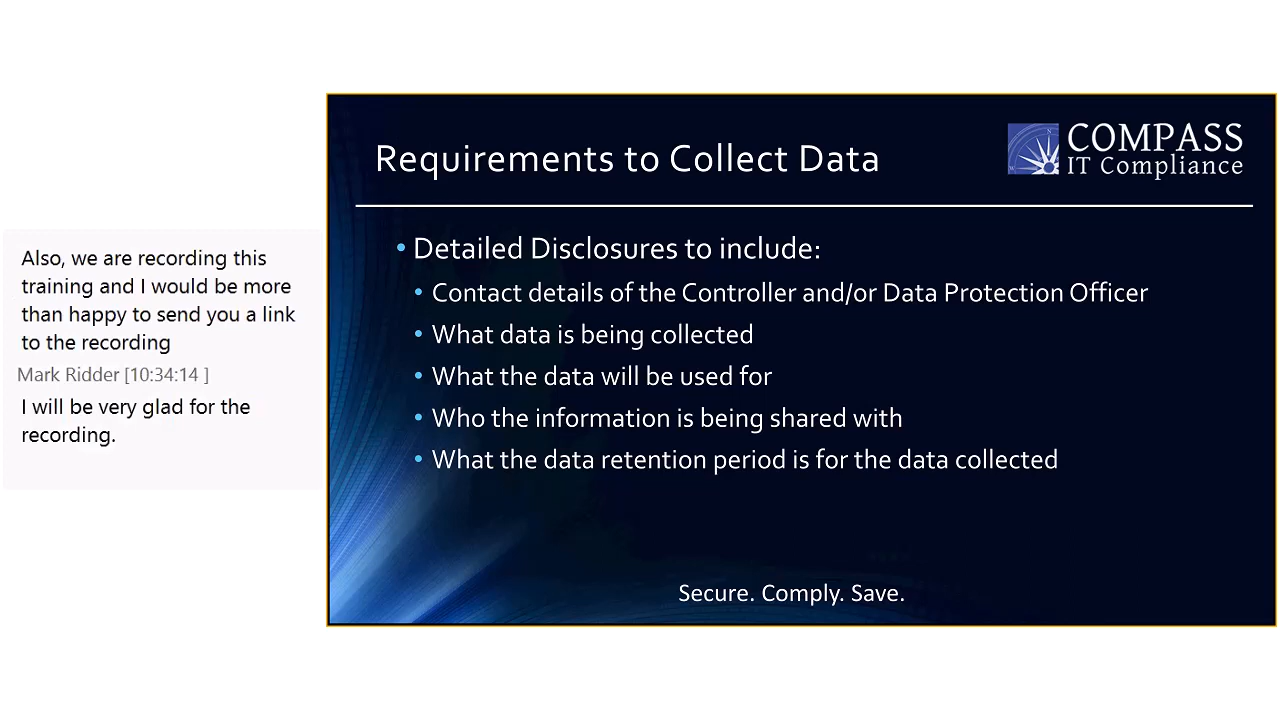 Also, we are recording this
training and I would be more
than happy to send you a link
to the recording
Mark Ridder [10:34:14 ]
I will be very glad for the
recording.
Requirements to Collect Data
COMPASS
IT Compliance
• Detailed Disclosures to include:
• Contact details of the Controller and/or Data Protection Officer
• What data is being collected
• What the data will be used for
• Who the information is being shared with
• What the data retention period is for the data collected
Secure. Comply. Save.